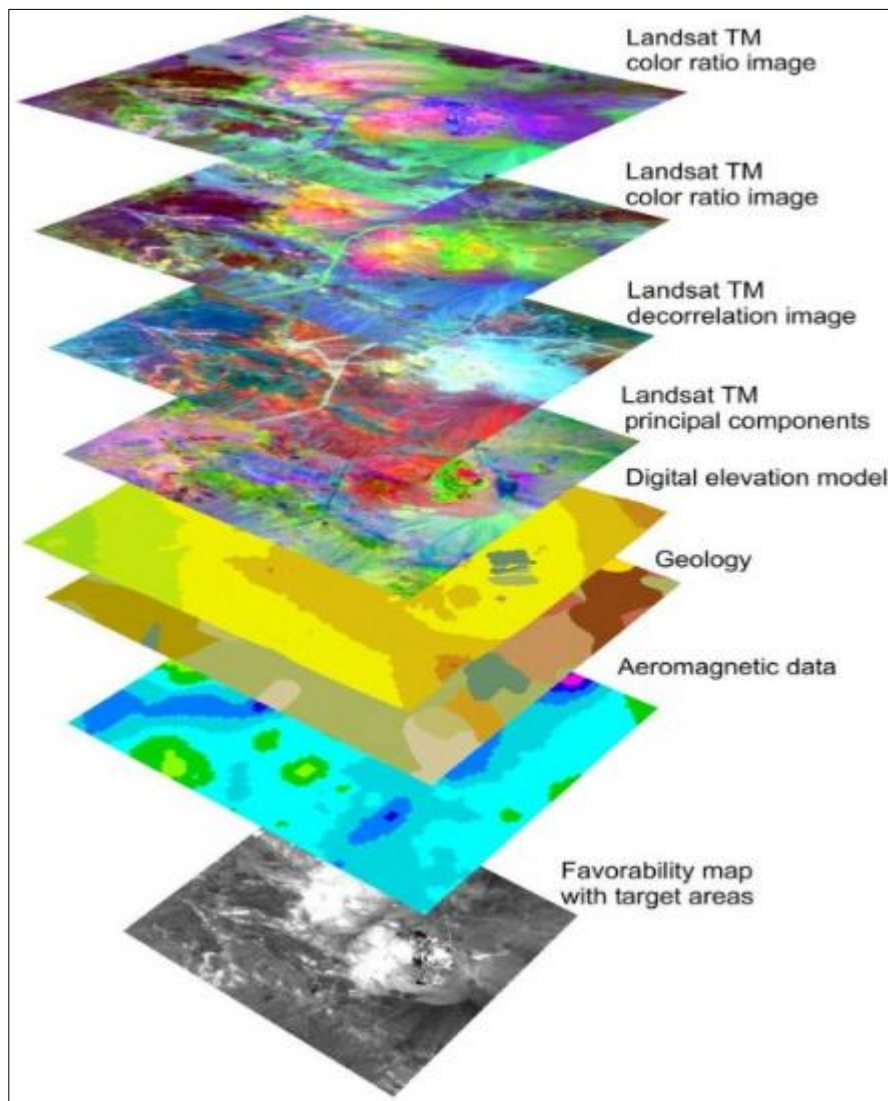 Landsat TM
color ratio image
Landsat TM
color ratio image
Landsat TM
decorrelation image
Landsat TM
principal components
Digital elevation model
Geology
Aeromagnetic data
Favorability map
with target areas